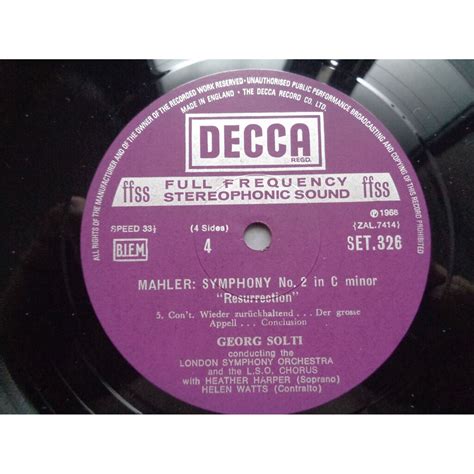 ALL RIGHTS OF THE MANUFACTURER AND OF THE OWNER OF THE RECORDED WORK RESERVED · UNAUTHORISED PUBLIC PERFORMANCE BROADCASTING AND COPYING OF THIS RECORD PROHIBITED
MADE IN ENGLAND · THE DECCA RECORD CO. LTD.
DECCA
REGD.
ffss FULL FREQUENCY STEREOPHONIC SOUND ffss
SPEED 33⅓
(4 Sides)
℗1968
B.I.E.M.
4
(ZAL.7414)
SET.326
MAHLER: SYMPHONY No. 2 in C minor
"Resurrection"
5. Con't. Wieder zurückhaltend ... Der grosse
Appell ... Conclusion
GEORG SOLTI
conducting the
LONDON SYMPHONY ORCHESTRA
and the L.S.O. CHORUS
with HEATHER HARPER (Soprano)
HELEN WATTS (Contralto)